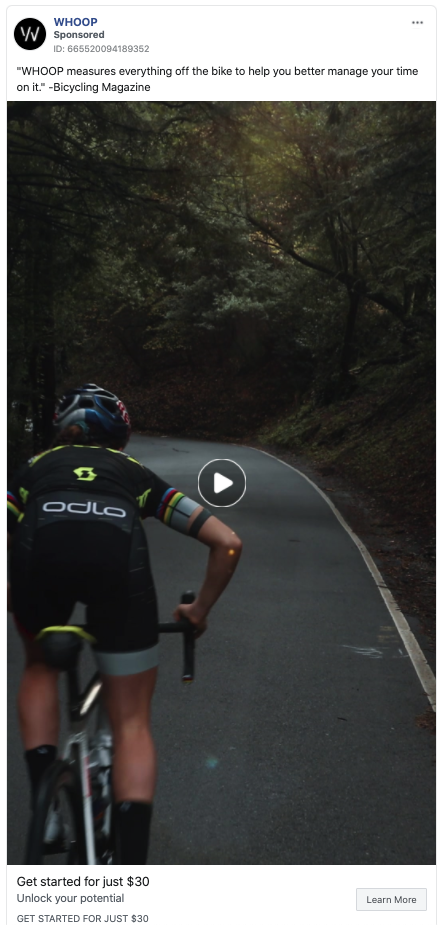 WHOOP
Sponsored
ID: 665520094189352
"WHOOP measures everything off the bike to help you better manage your time
on it." -Bicycling Magazine
odlo
Get started for just $30
Unlock your potential
GET STARTED FOR JUST $30
Learn More